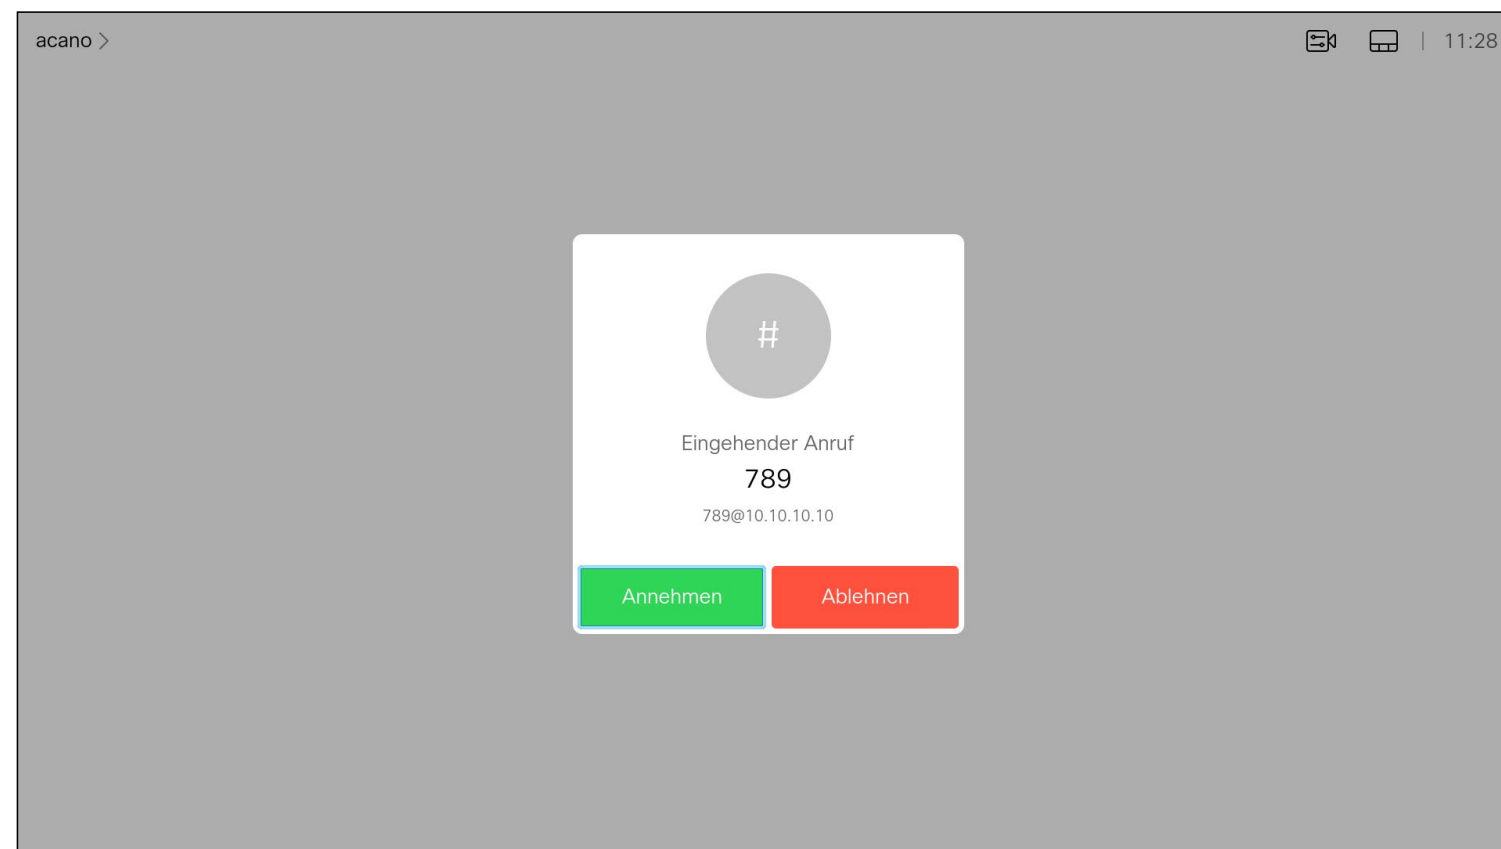 acano
11:28
#
Eingehender Anruf
789
789@10.10.10.10
Annehmen
Ablehnen